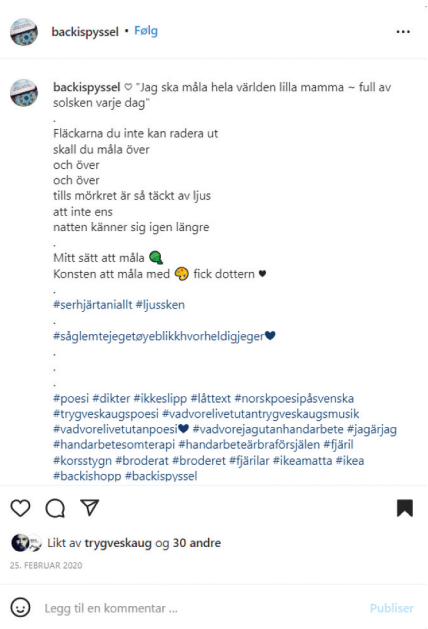 backispyssel • Følg
backispyssel ♡ "Jag ska måla hela världen lilla mamma ~ full av
solsken varje dag"
.
Fläckarna du inte kan radera ut
skall du måla över
och över
och över
tills mörkret är så täckt av ljus
att inte ens
natten känner sig igen längre
.
Mitt sätt att måla 🧶
Konsten att måla med 🎨 fick dottern ♥
.
#serhjärtaniallt #ljussken
.
#såglemtejegetøyeblikkhvorheldigjeger💙
.
.
.
#poesi #dikter #ikkeslipp #låttext #norskpoesipåsvenska
#trygveskaugspoesi #vadvorelivetutantrygveskaugsmusik
#vadvorelivetutanpoesi💙 #vadvorejagutanhandarbete #jagärjag
#handarbetesomterapi #handarbeteärbraförsjälen #fjäril
#korsstygn #broderat #broderet #fjärilar #ikeamatta #ikea
#backishopp #backispyssel
Likt av trygveskaug og 30 andre
25. FEBRUAR 2020
Legg til en kommentar ...
Publiser